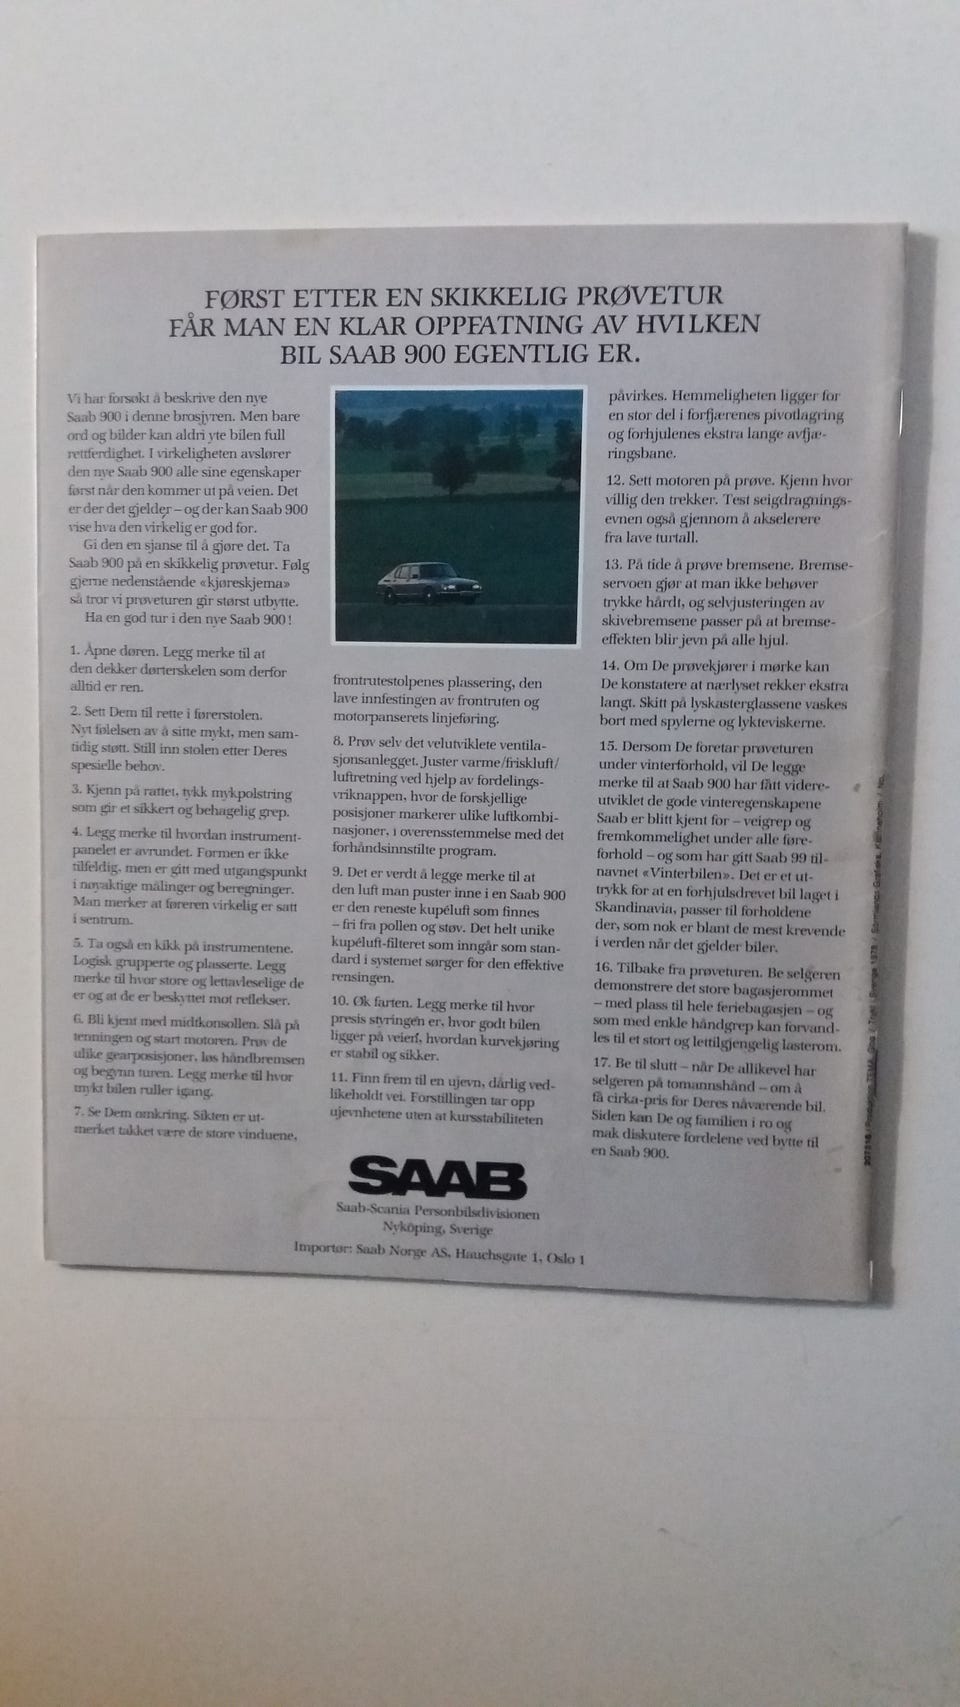 FØRST ETTER EN SKIKKELIG PRØVETUR
FÅR MAN EN KLAR OPPFATNING AV HVILKEN
BIL SAAB 900 EGENTLIG ER.
Vi har forsøkt å beskrive den nye
Saab 900 i denne brosjyren. Men bare
ord og bilder kan aldri yte bilen full
rettferdighet. I virkeligheten avslører
den nye Saab 900 alle sine egenskaper
først når den kommer ut på veien. Det
er der det gjelder – og der kan Saab 900
vise hva den virkelig er god for.
Gi den en sjanse til å gjøre det. Ta
Saab 900 på en skikkelig prøvetur. Følg
gjerne nedenstående «kjøreskjema»
så tror vi prøveturen gir størst utbytte.
Ha en god tur i den nye Saab 900!
1. Åpne døren. Legg merke til at
den dekker dørterskelen som derfor
alltid er ren.
2. Sett Dem til rette i førerstolen.
Nyt følelsen av å sitte mykt, men sam-
tidig støtt. Still inn stolen etter Deres
spesielle behov.
3. Kjenn på rattet, tykk mykpolstring
som gir et sikkert og behagelig grep.
4. Legg merke til hvordan instrument-
panelet er avrundet. Formen er ikke
tilfeldig, men er gitt med utgangspunkt
i nøyaktige målinger og beregninger.
Man merker at føreren virkelig er satt
i sentrum.
5. Ta også en kikk på instrumentene.
Logisk grupperte og plasserte. Legg
merke til hvor store og lettavleselige de
er og at de er beskyttet mot reflekser.
6. Bli kjent med midtkonsollen. Slå på
tenningen og start motoren. Prøv de
ulike gearposisjoner, løs håndbremsen
og begynn turen. Legg merke til hvor
mykt bilen ruller igang.
7. Se Dem omkring. Sikten er ut-
merket takket være de store vinduene,
frontrutestolpenes plassering, den
lave innfestingen av frontruten og
motorpanserets linjeføring.
8. Prøv selv det velutviklete ventila-
sjonsanlegget. Juster varme/friskluft/
luftretning ved hjelp av fordelings-
vriknappen, hvor de forskjellige
posisjoner markerer ulike luftkombi-
nasjoner, i overensstemmelse med det
forhåndsinnstilte program.
9. Det er verdt å legge merke til at
den luft man puster inne i en Saab 900
er den reneste kupéluft som finnes
– fri fra pollen og støv. Det helt unike
kupéluft-filteret som inngår som stan-
dard i systemet sørger for den effektive
rensingen.
10. Øk farten. Legg merke til hvor
presis styringen er, hvor godt bilen
ligger på veien, hvordan kurvekjøring
er stabil og sikker.
11. Finn frem til en ujevn, dårlig ved-
likeholdt vei. Forstillingen tar opp
ujevnhetene uten at kursstabiliteten
påvirkes. Hemmeligheten ligger for
en stor del i forfjærenes pivotlagring
og forhjulenes ekstra lange avfjæ-
ringsbane.
12. Sett motoren på prøve. Kjenn hvor
villig den trekker. Test seigdragnings-
evnen også gjennom å akselerere
fra lave turtall.
13. På tide å prøve bremsene. Bremse-
servoen gjør at man ikke behøver
trykke hårdt, og selvjusteringen av
skivebremsene passer på at bremse-
effekten blir jevn på alle hjul.
14. Om De prøvekjører i mørke kan
De konstatere at nærlyset rekker ekstra
langt. Skitt på lyskasterglassene vaskes
bort med spylerne og lykteviskerne.
15. Dersom De foretar prøveturen
under vinterforhold, vil De legge
merke til at Saab 900 har fått videre-
utviklet de gode vinteregenskapene
Saab er blitt kjent for – veigrep og
fremkommelighet under alle føre-
forhold – og som har gitt Saab 99 til-
navnet «Vinterbilen». Det er et ut-
trykk for at en forhjulsdrevet bil laget i
Skandinavia, passer til forholdene
der, som nok er blant de mest krevende
i verden når det gjelder biler.
16. Tilbake fra prøveturen. Be selgeren
demonstrere det store bagasjerommet
– med plass til hele feriebagasjen – og
som med enkle håndgrep kan forvand-
les til et stort og lettilgjengelig lasterom.
17. Be til slutt – når De allikevel har
selgeren på tomannshånd – om å
få cirka-pris for Deres nåværende bil.
Siden kan De og familien i ro og
mak diskutere fordelene ved bytte til
en Saab 900.
SAAB
Saab-Scania Personbilsdivisionen
Nyköping, Sverige
Importør: Saab Norge AS, Hauchsgate 1, Oslo 1